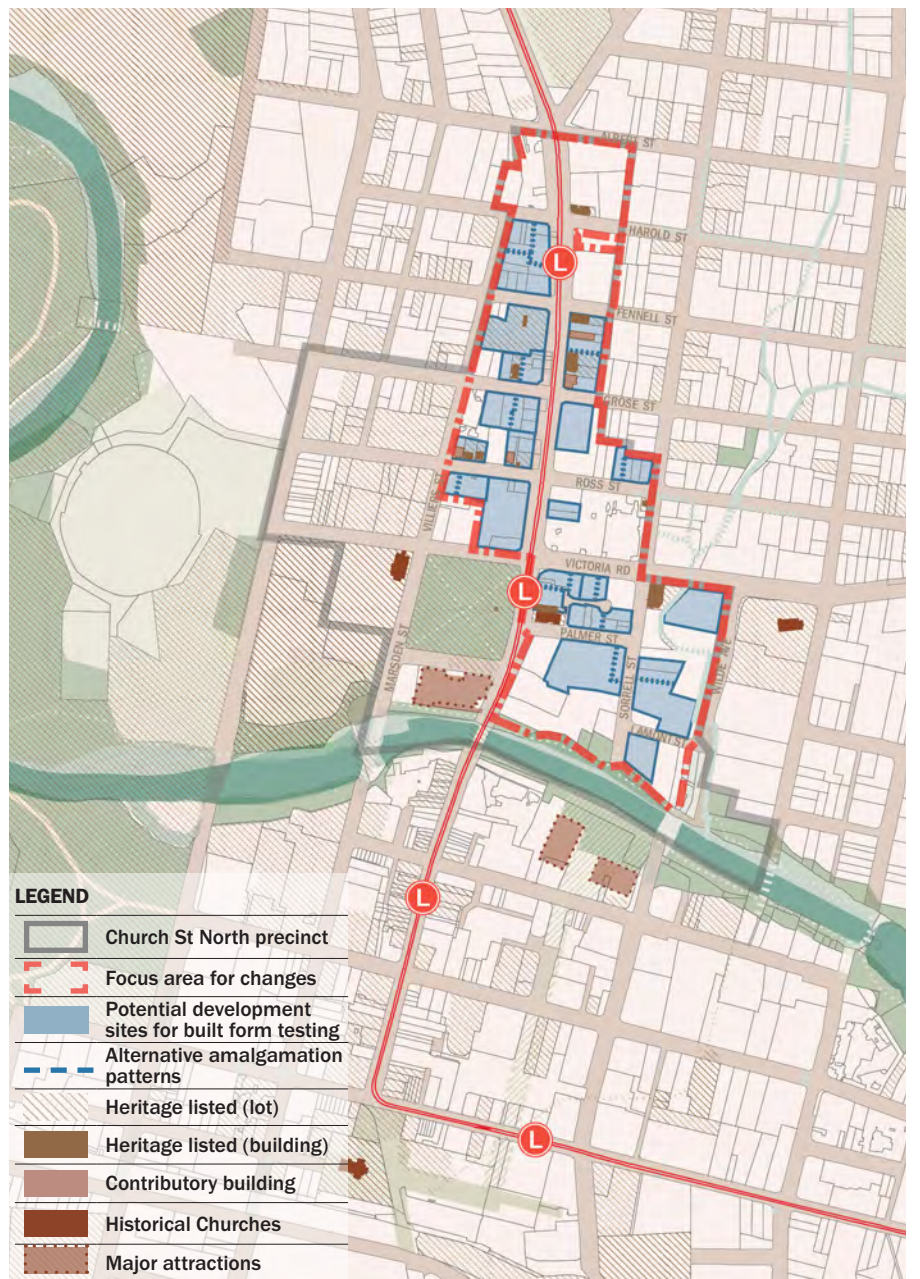 ALBERT ST
HAROLD ST
L
FENNELL ST
GROSE ST
ROSS ST
VILLIERS ST
VICTORIA RD
L
PALMER ST
MARSDEN ST
SORRELL ST
WILDE AVE
LAMONT ST
L
L
LEGEND
Church St North precinct
Focus area for changes
Potential development
sites for built form testing
Alternative amalgamation
patterns
Heritage listed (lot)
Heritage listed (building)
Contributory building
Historical Churches
Major attractions